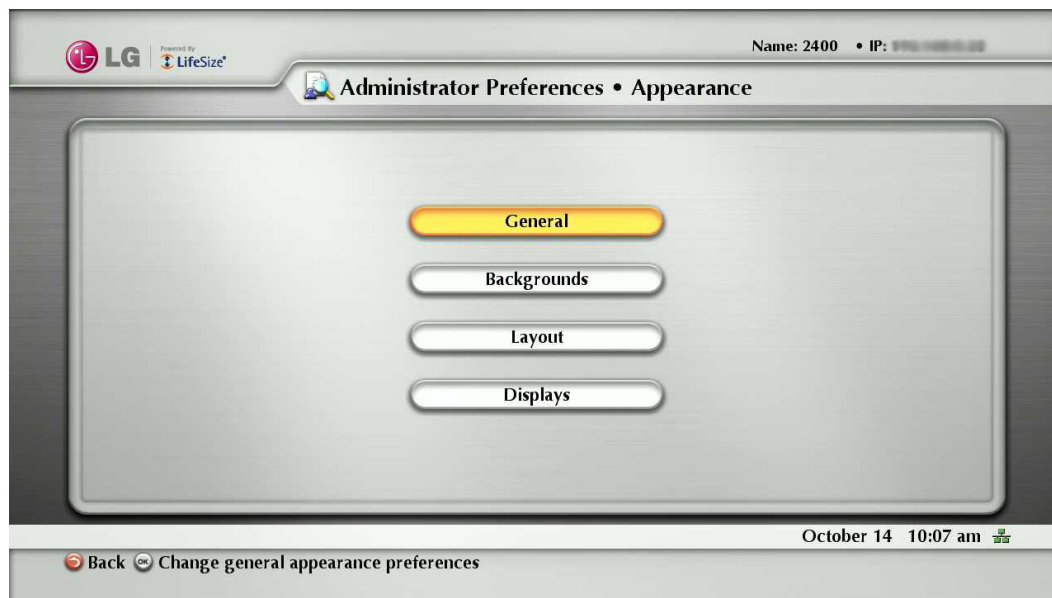 LG
Powered By
LifeSize
Name: 2400 • IP:
Administrator Preferences • Appearance
General
Backgrounds
Layout
Displays
October 14 10:07 am
Back OK Change general appearance preferences